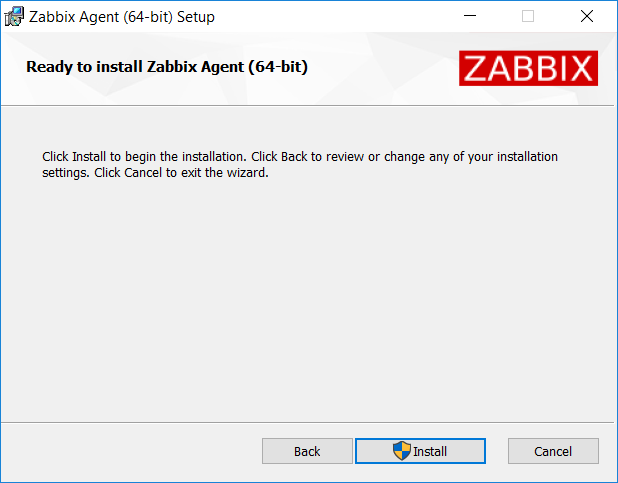 Zabbix Agent (64-bit) Setup
Ready to install Zabbix Agent (64-bit)
ZABBIX
Click Install to begin the installation. Click Back to review or change any of your installation
settings. Click Cancel to exit the wizard.
Back
Install
Cancel